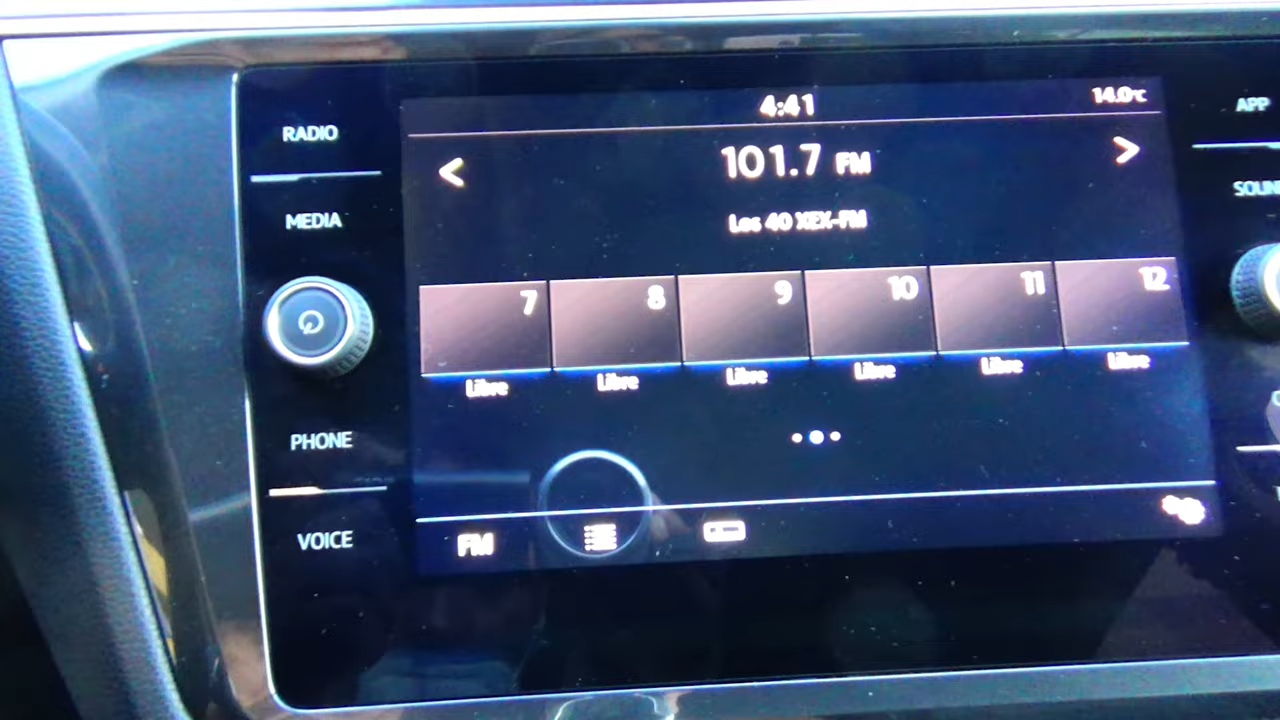 4:41 14.0°C
RADIO
APP
< 101.7 FM >
MEDIA
Los 40 XEX-FM
7 8 9 10 11 12
Libre Libre Libre Libre Libre Libre
PHONE
FM
VOICE